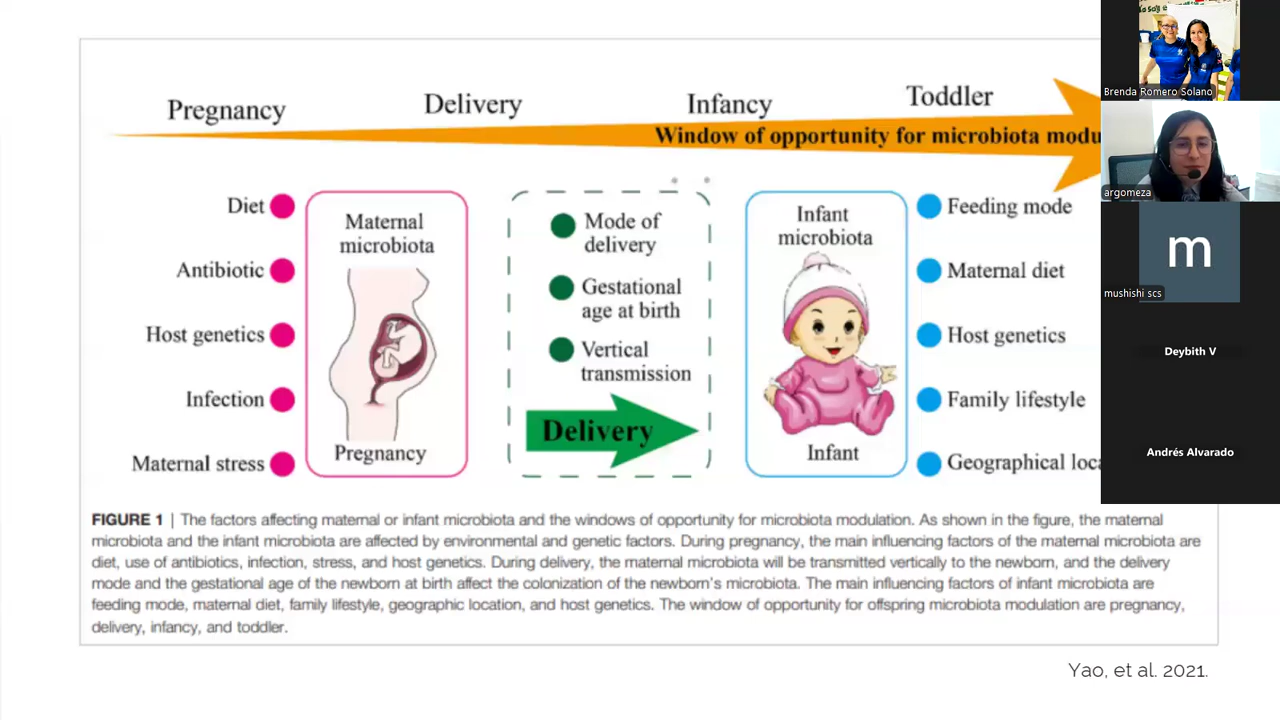 Pregnancy
Delivery
Infancy
Toddler
Window of opportunity for microbiota modu
Diet
Antibiotic
Host genetics
Infection
Maternal stress
Maternal
microbiota
Pregnancy
Mode of
delivery
Gestational
age at birth
Vertical
transmission
Delivery
Infant
microbiota
Infant
Feeding mode
Maternal diet
Host genetics
Family lifestyle
Geographical loca
FIGURE 1 | The factors affecting maternal or infant microbiota and the windows of opportunity for microbiota modulation. As shown in the figure, the maternal
microbiota and the infant microbiota are affected by environmental and genetic factors. During pregnancy, the main influencing factors of the maternal microbiota are
diet, use of antibiotics, infection, stress, and host genetics. During delivery, the maternal microbiota will be transmitted vertically to the newborn, and the delivery
mode and the gestational age of the newborn at birth affect the colonization of the newborn's microbiota. The main influencing factors of infant microbiota are
feeding mode, maternal diet, family lifestyle, geographic location, and host genetics. The window of opportunity for offspring microbiota modulation are pregnancy,
delivery, infancy, and toddler.
Yao, et al. 2021.
Brenda Romero Solano
argomeza
m
mushishi scs
Deybith V
Andrés Alvarado